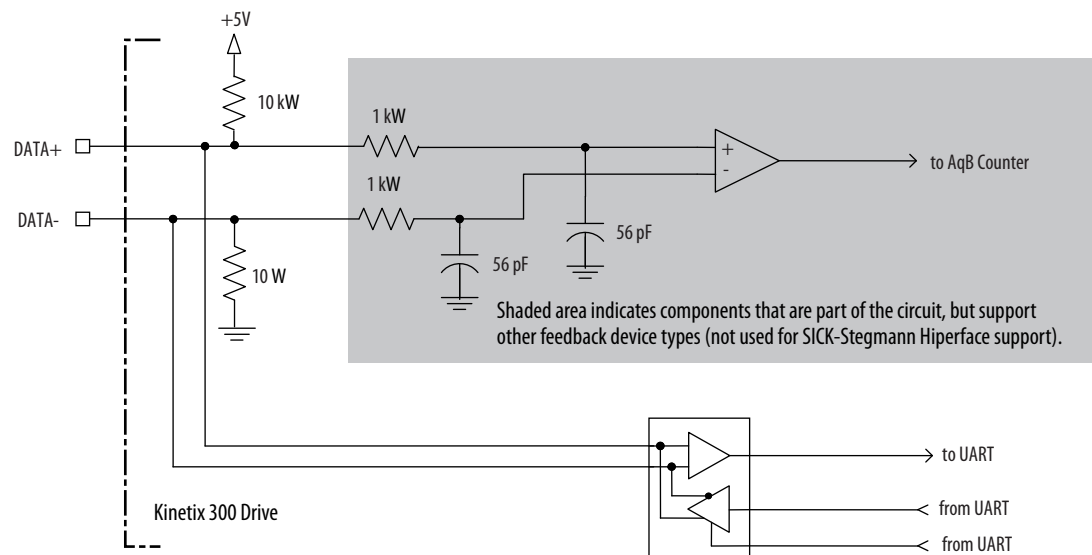 +5V
10 kW
1 kW
DATA+
+
-
to AqB Counter
1 kW
DATA-
56 pF
10 W
56 pF
Shaded area indicates components that are part of the circuit, but support
other feedback device types (not used for SICK-Stegmann Hiperface support).
to UART
Kinetix 300 Drive
from UART
from UART